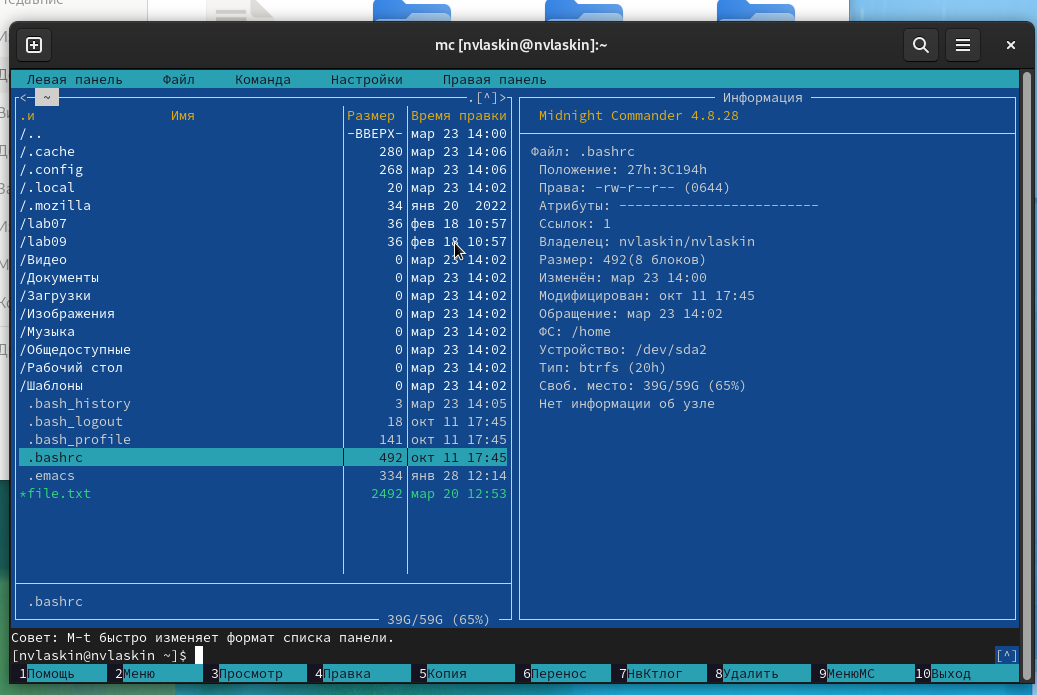 mc [nvlaskin@nvlaskin]:~
Левая панель Файл Команда Настройки Правая панель
<─ ~ .[^]>
.и Имя Размер Время правки
/.. -ВВЕРХ- мар 23 14:00
/.cache 280 мар 23 14:06
/.config 268 мар 23 14:06
/.local 20 мар 23 14:02
/.mozilla 34 янв 20 2022
/lab07 36 фев 18 10:57
/lab09 36 фев 18 10:57
/Видео 0 мар 23 14:02
/Документы 0 мар 23 14:02
/Загрузки 0 мар 23 14:02
/Изображения 0 мар 23 14:02
/Музыка 0 мар 23 14:02
/Общедоступные 0 мар 23 14:02
/Рабочий стол 0 мар 23 14:02
/Шаблоны 0 мар 23 14:02
.bash_history 3 мар 23 14:05
.bash_logout 18 окт 11 17:45
.bash_profile 141 окт 11 17:45
.bashrc 492 окт 11 17:45
.emacs 334 янв 28 12:14
*file.txt 2492 мар 20 12:53
.bashrc
39G/59G (65%)
Информация
Midnight Commander 4.8.28
Файл: .bashrc
Положение: 27h:3C194h
Права: -rw-r--r-- (0644)
Атрибуты: -------------------------
Ссылок: 1
Владелец: nvlaskin/nvlaskin
Размер: 492(8 блоков)
Изменён: мар 23 14:00
Модифицирован: окт 11 17:45
Обращение: мар 23 14:02
ФС: /home
Устройство: /dev/sda2
Тип: btrfs (20h)
Своб. место: 39G/59G (65%)
Нет информации об узле
Совет: M-t быстро изменяет формат списка панели.
[nvlaskin@nvlaskin ~]$ [^]
1Помощь 2Меню 3Просмотр 4Правка 5Копия 6Перенос 7НвКтлог 8Удалить 9МенюMC 10Выход